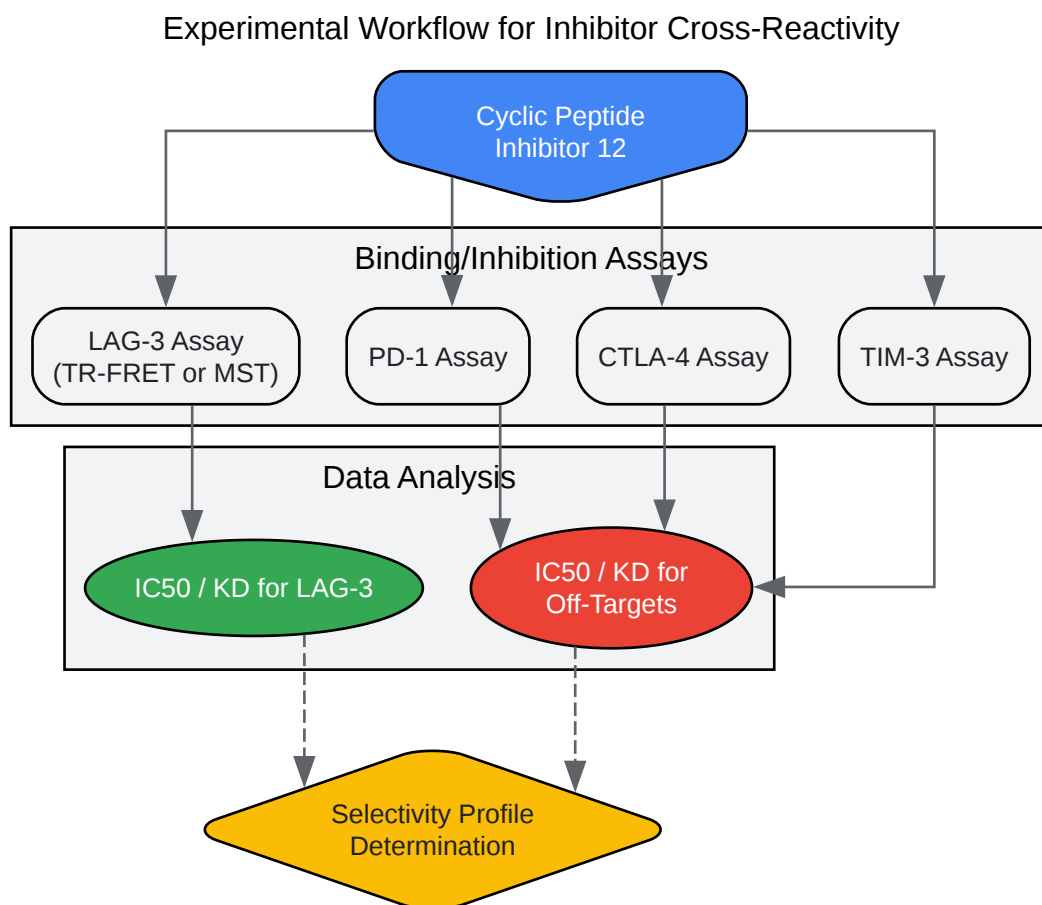 Experimental Workflow for Inhibitor Cross-Reactivity
Cyclic Peptide
Inhibitor 12
Binding/Inhibition Assays
LAG-3 Assay
(TR-FRET or MST)
PD-1 Assay
CTLA-4 Assay
TIM-3 Assay
Data Analysis
IC50 / KD for LAG-3
IC50 / KD for
Off-Targets
Selectivity Profile
Determination